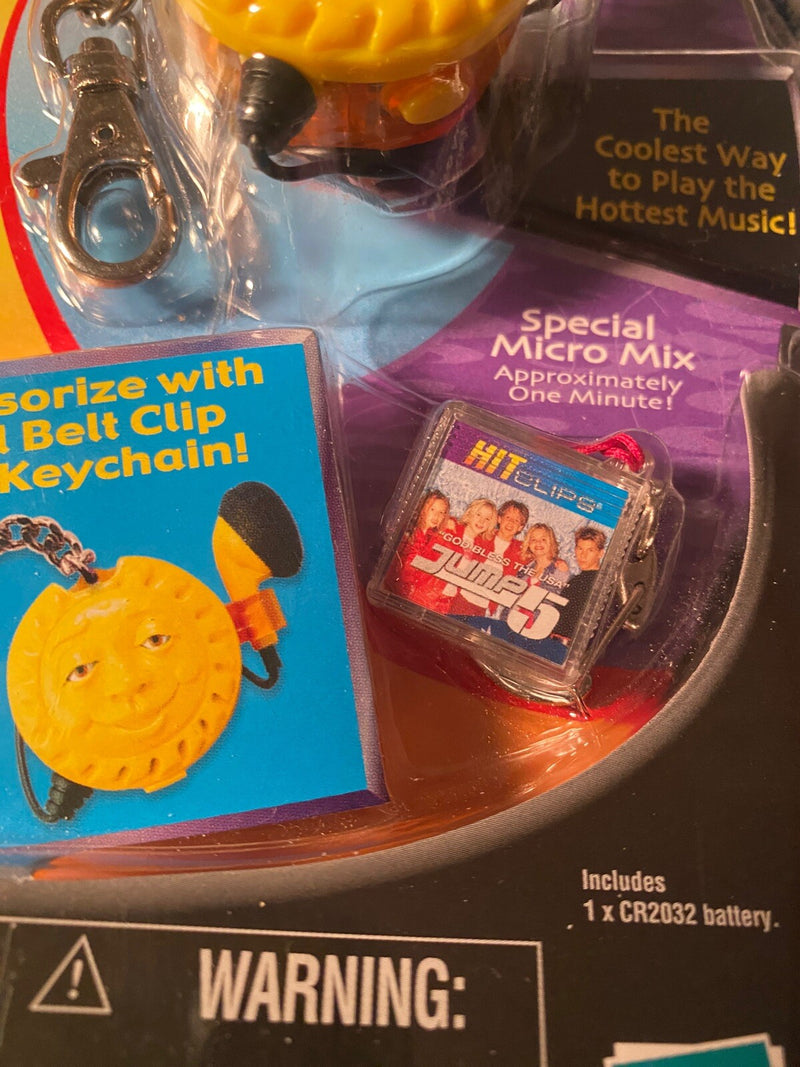 The
Coolest Way
to Play the
Hottest Music!
Special
Micro Mix
Approximately
One Minute!
sorize with
l Belt Clip
Keychain!
HIT
CLIPS®
"GOD BLESS THE USA"
JUMP5
Includes
1 x CR2032 battery.
WARNING: